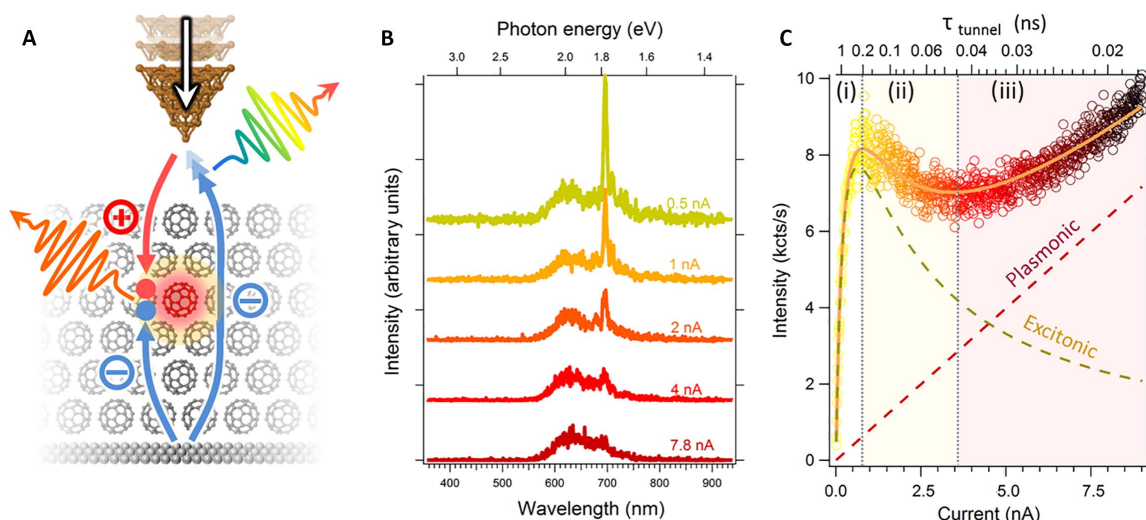 A
B
Photon energy (eV)
3.0 2.5 2.0 1.8 1.6 1.4
Intensity (arbitrary units)
0.5 nA
1 nA
2 nA
4 nA
7.8 nA
400 500 600 700 800 900
Wavelength (nm)
C
τ tunnel (ns)
1 0.2 0.1 0.06 0.04 0.03 0.02
(i) (ii) (iii)
Intensity (kcts/s)
10
8
6
4
2
0
Plasmonic
Excitonic
0.0 2.5 5.0 7.5
Current (nA)